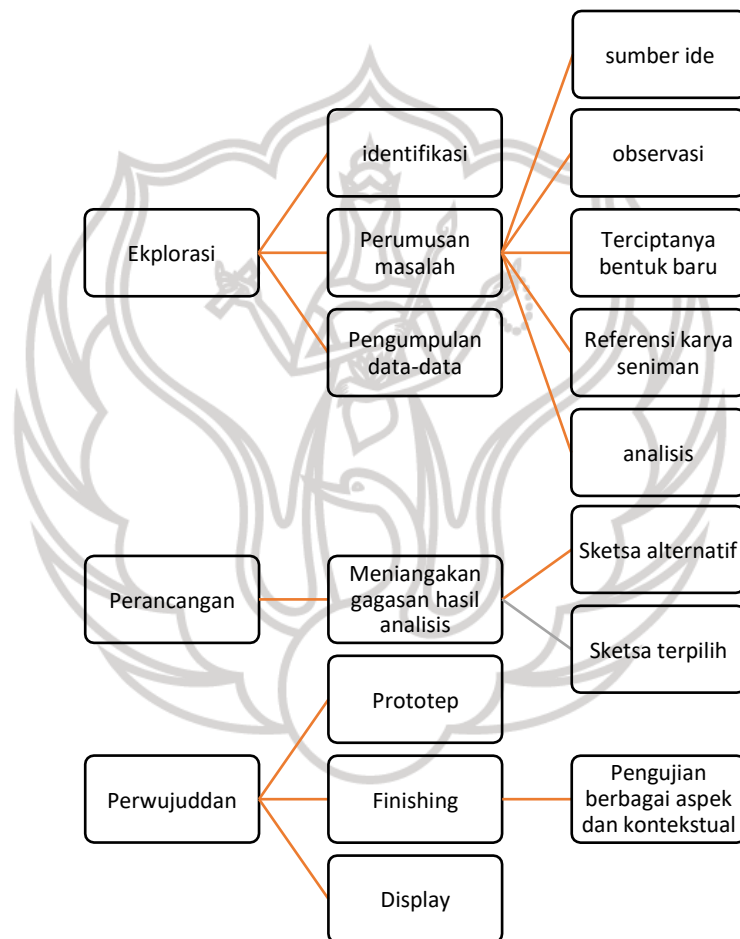 Ekplorasi
identifikasi
Perumusan
masalah
Pengumpulan
data-data
sumber ide
observasi
Terciptanya
bentuk baru
Referensi karya
seniman
analisis
Perancangan
Meniangakan
gagasan hasil
analisis
Sketsa alternatif
Sketsa terpilih
Perwujuddan
Prototep
Finishing
Display
Pengujian
berbagai aspek
dan kontekstual